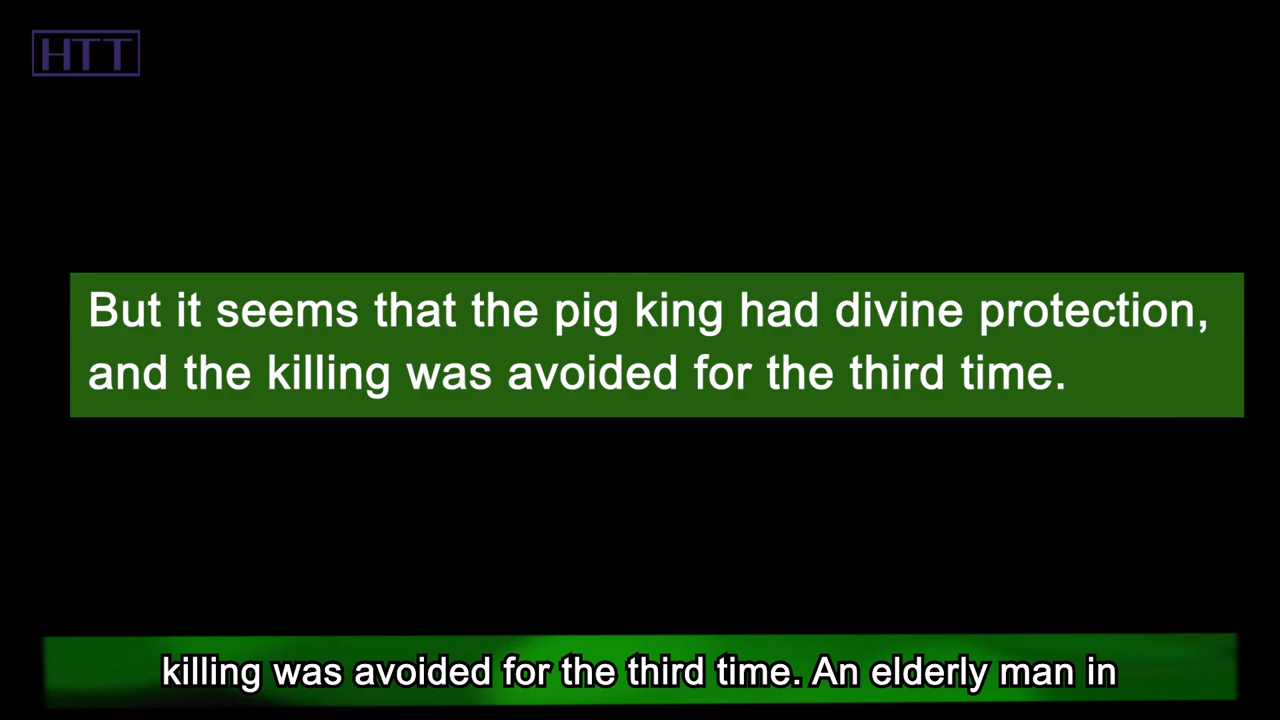 HTT
But it seems that the pig king had divine protection,
and the killing was avoided for the third time.
killing was avoided for the third time. An elderly man in